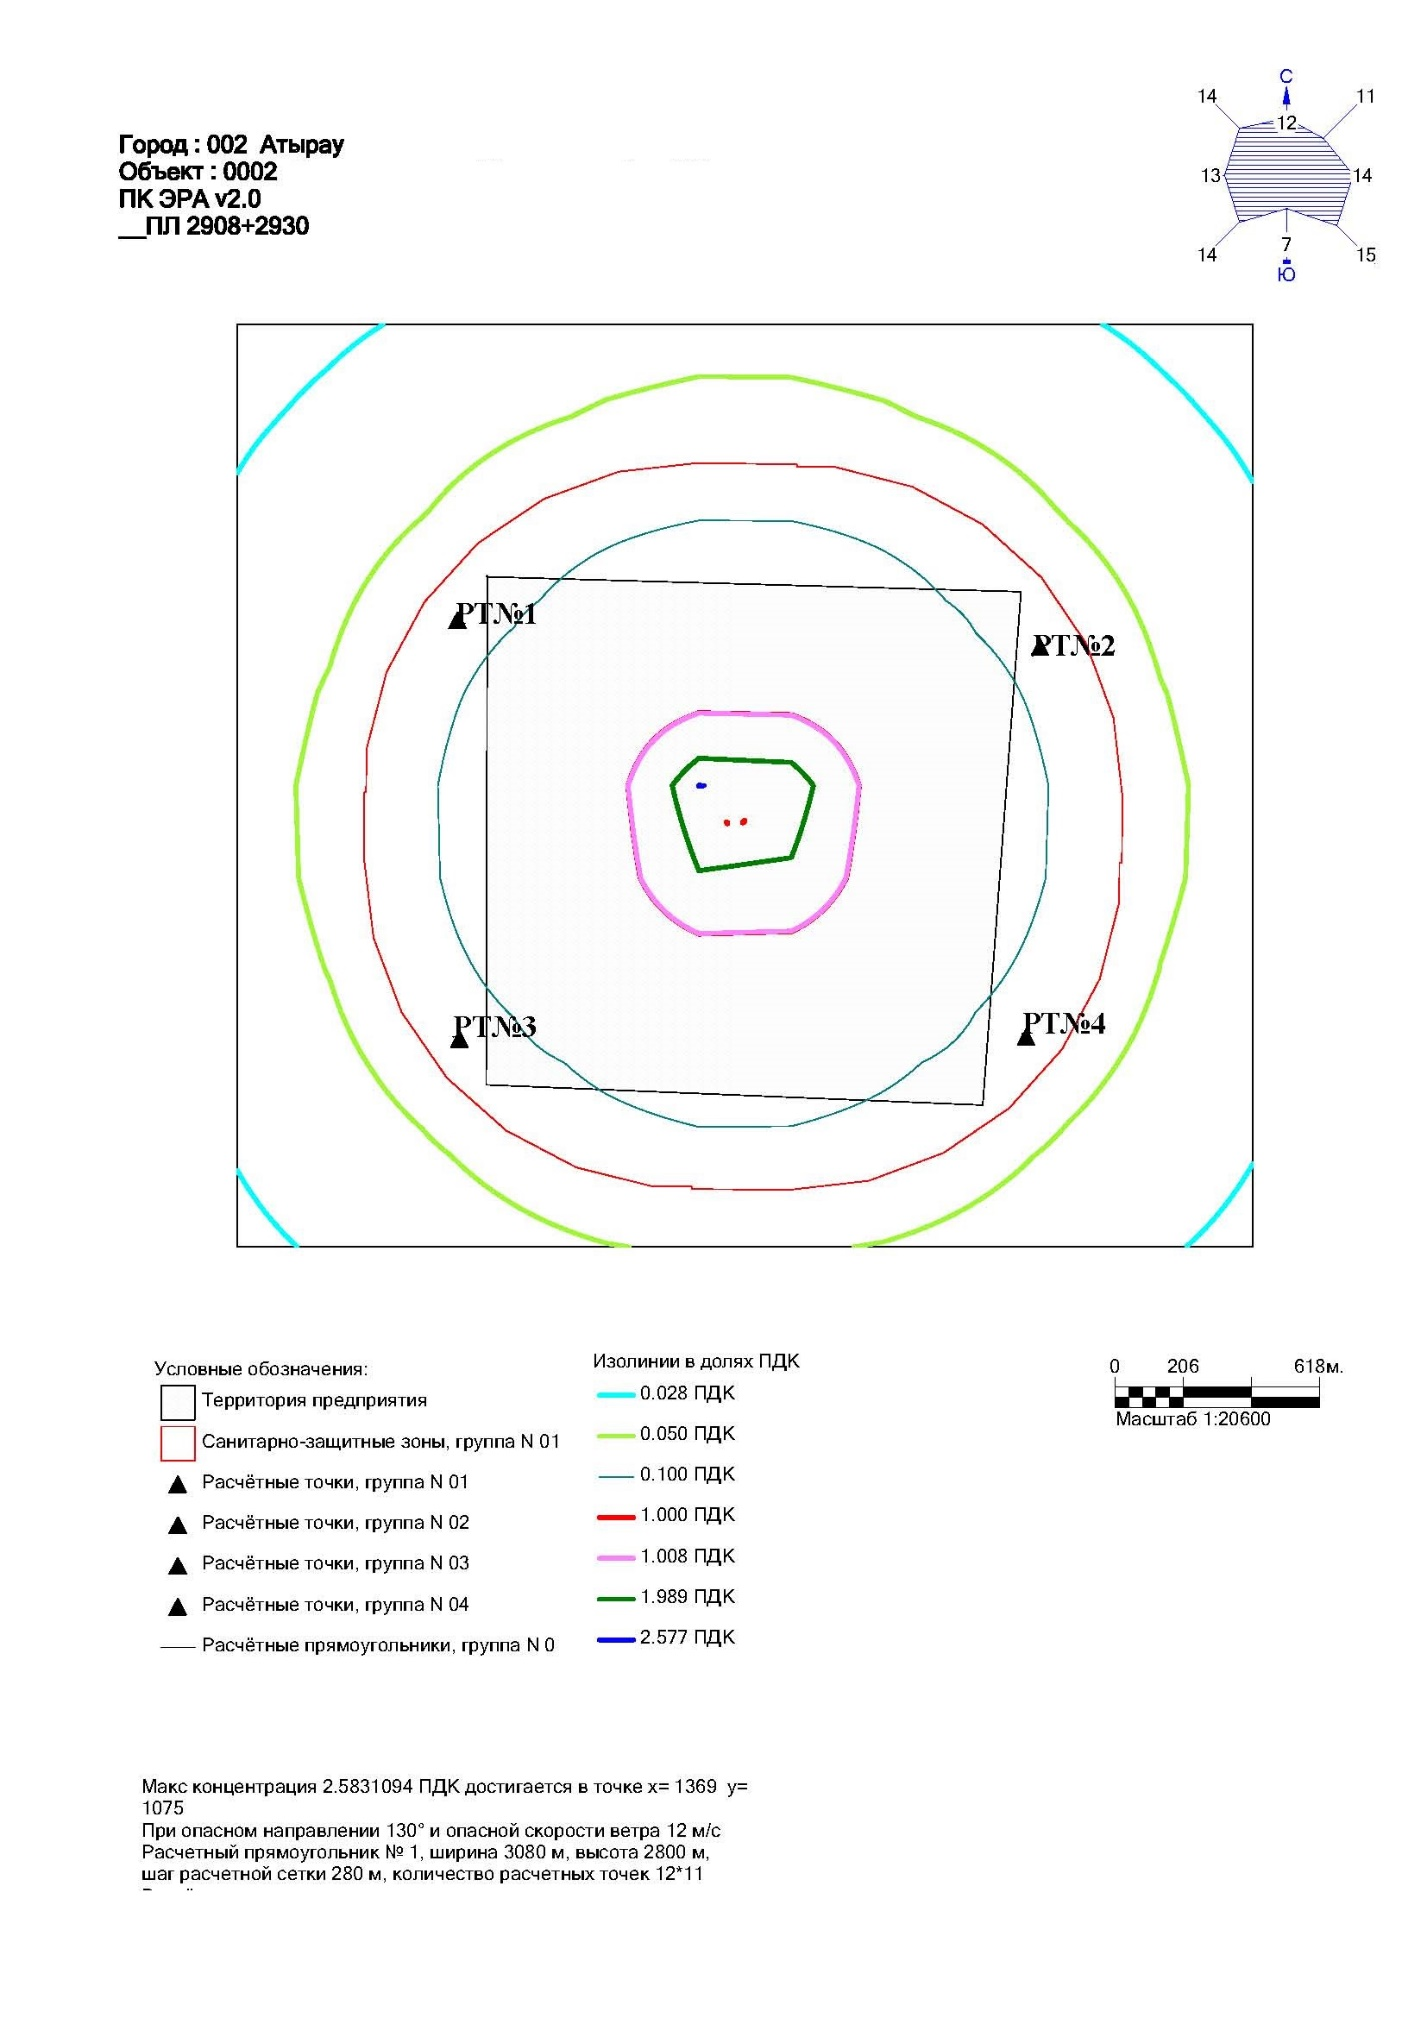 Город : 002 Атырау
Объект : 0002
ПК ЭРА v2.0
__ПЛ 2908+2930
С
14
11
12
13
14
7
14
15
Ю
РТ№1
РТ№2
РТ№3
РТ№4
Условные обозначения:
Территория предприятия
Санитарно-защитные зоны, группа N 01
Расчётные точки, группа N 01
Расчётные точки, группа N 02
Расчётные точки, группа N 03
Расчётные точки, группа N 04
Расчётные прямоугольники, группа N 0
Изолинии в долях ПДК
0.028 ПДК
0.050 ПДК
0.100 ПДК
1.000 ПДК
1.008 ПДК
1.989 ПДК
2.577 ПДК
0 206 618м.
Масштаб 1:20600
Макс концентрация 2.5831094 ПДК достигается в точке x= 1369 y=
1075
При опасном направлении 130° и опасной скорости ветра 12 м/с
Расчетный прямоугольник № 1, ширина 3080 м, высота 2800 м,
шаг расчетной сетки 280 м, количество расчетных точек 12*11